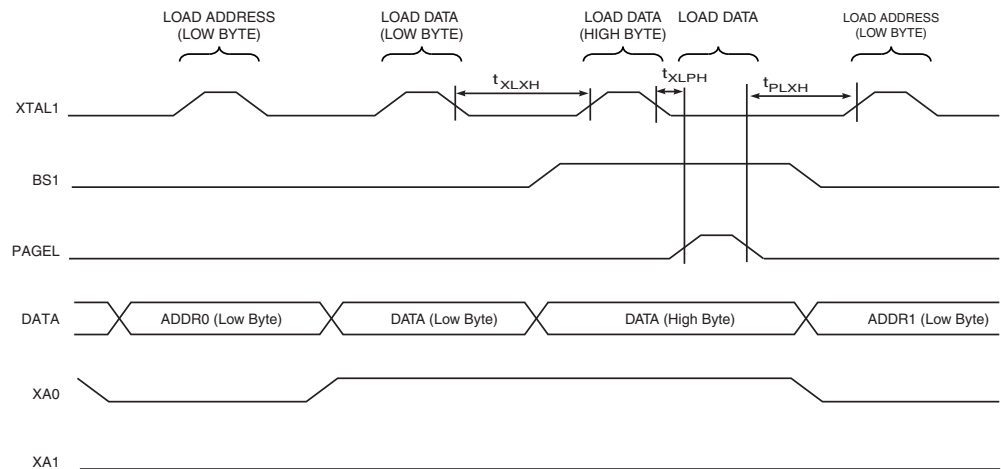 LOAD ADDRESS
(LOW BYTE)
LOAD DATA
(LOW BYTE)
LOAD DATA
(HIGH BYTE)
LOAD DATA
LOAD ADDRESS
(LOW BYTE)
XTAL1
tXLXH
tXLPH
tPLXH
BS1
PAGEL
DATA
ADDR0 (Low Byte)
DATA (Low Byte)
DATA (High Byte)
ADDR1 (Low Byte)
XA0
XA1